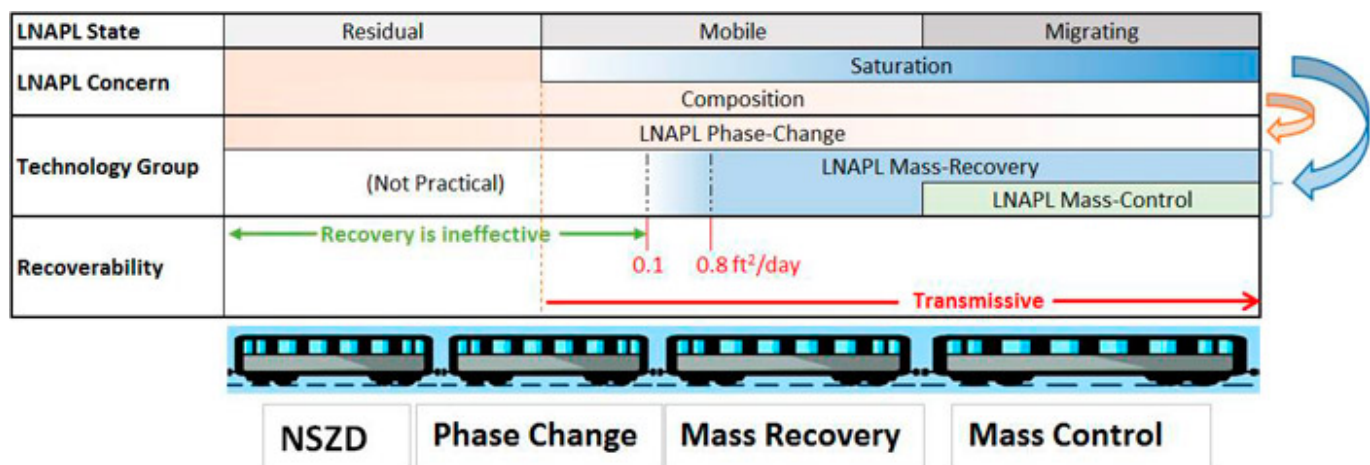 LNAPL State Residual Mobile Migrating
LNAPL Concern Saturation
Composition
Technology Group LNAPL Phase-Change
(Not Practical) LNAPL Mass-Recovery
LNAPL Mass-Control
Recoverability Recovery is ineffective
0.1 0.8 ft²/day
Transmissive
NSZD Phase Change Mass Recovery Mass Control